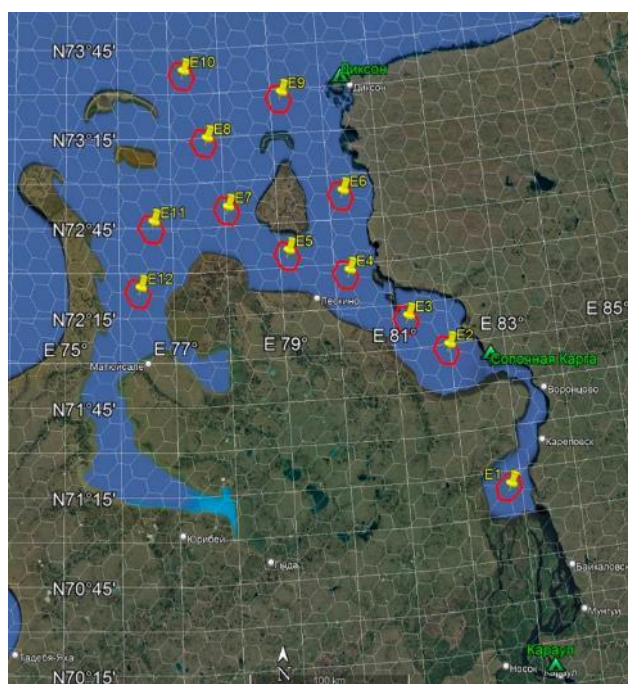 N73°45'
E10
Диксон
Диксон
E9
N73°15'
E8
E6
E7
N72°45'
E11
E5
E4
E12
Лескино
E3
E 85°
N72°15'
E 75°
E 77°
E 79°
E 81°
E2
E 83°
Сопочная Карга
Матюйсале
Воронцово
N71°45'
Кареповск
E1
N71°15'
Юрибей
Гыда
Байкаловск
N70°45'
Мунгуй
Гадебя-Яха
Караул
Носок
Караул
N70°15'
N
100 km